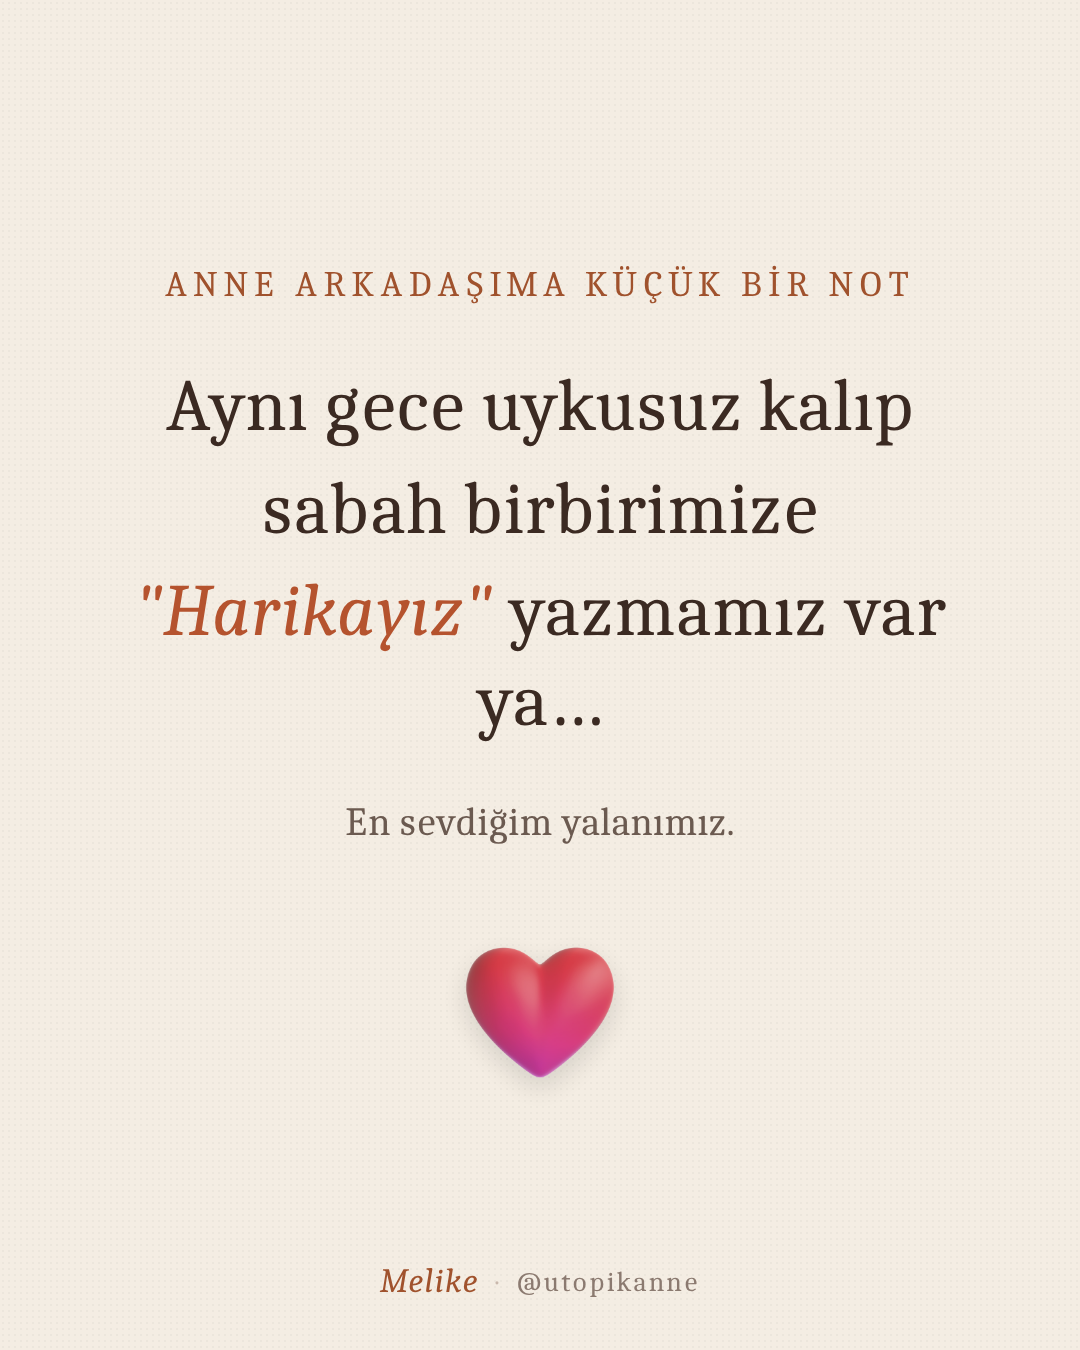 ANNE ARKADAŞIMA KÜÇÜK BİR NOT
Aynı gece uykusuz kalıp
sabah birbirimize
"Harikayız" yazmamız var
ya...
En sevdiğim yalanımız.
Melike · @utopikanne